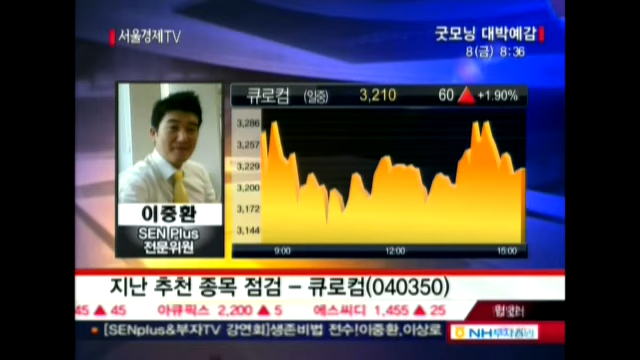 서울경제TV
굿모닝 대박예감
8(금) 8:36
큐로컴 (일중) 3,210 60 ▲ +1.90%
3,286
3,257
3,229
3,200
3,172
3,144
9:00 12:00 15:00
이중환
SEN Plus
전문위원
지난 추천 종목 점검 - 큐로컴(040350)
45 ▲ 45 아큐픽스 2,200 ▲ 5 에스씨디 1,455 ▲ 25
[SENplus&부자TV 강연회]생존비법 전수!이중환,이상로
NH투자증권